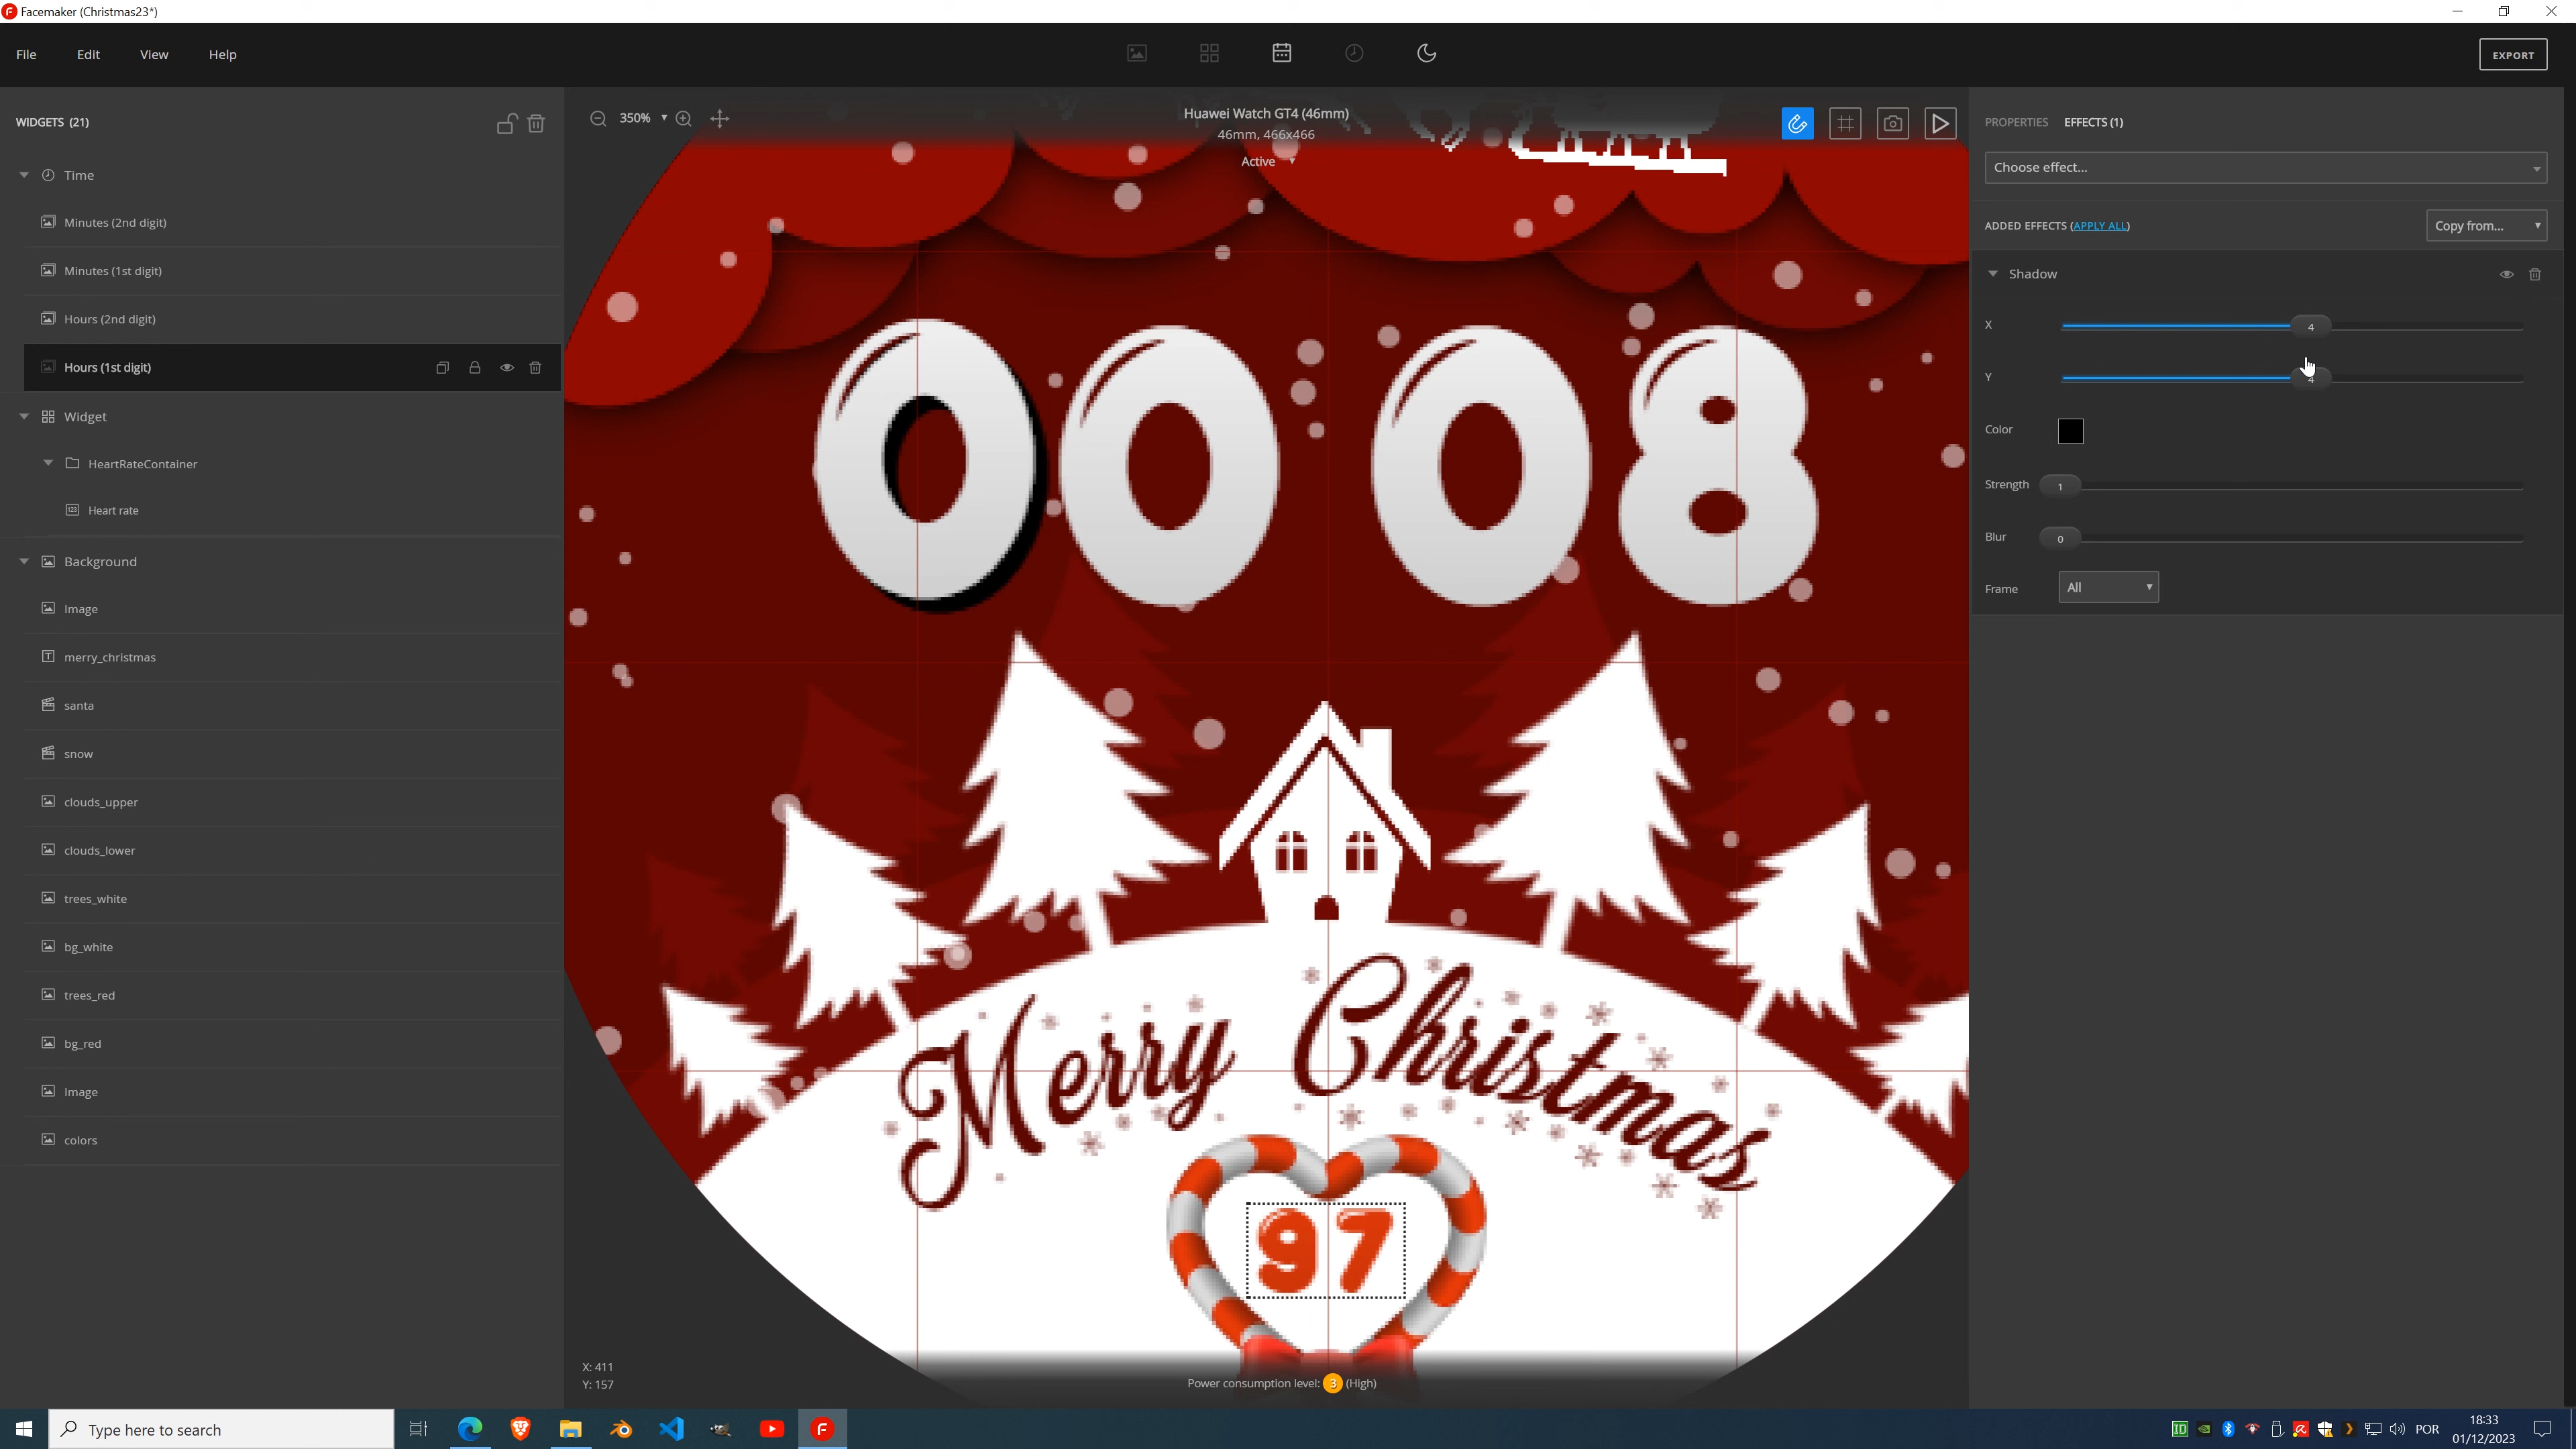 Facemaker (Christmas23*)
File Edit View Help
EXPORT
WIDGETS (21)
Time
Minutes (2nd digit)
Minutes (1st digit)
Hours (2nd digit)
Hours (1st digit)
Widget
HeartRateContainer
123 Heart rate
Background
Image
merry_christmas
santa
snow
clouds_upper
clouds_lower
trees_white
bg_white
trees_red
bg_red
Image
colors
350%
Huawei Watch GT4 (46mm)
46mm, 466x466
Active
00 08
Merry Christmas
97
X: 411
Y: 157
Power consumption level: 3 (High)
PROPERTIES EFFECTS (1)
Choose effect...
ADDED EFFECTS (APPLY ALL) Copy from...
Shadow
X 4
Y 4
Color
Strength 1
Blur 0
Frame All
Type here to search
POR
18:33
01/12/2023